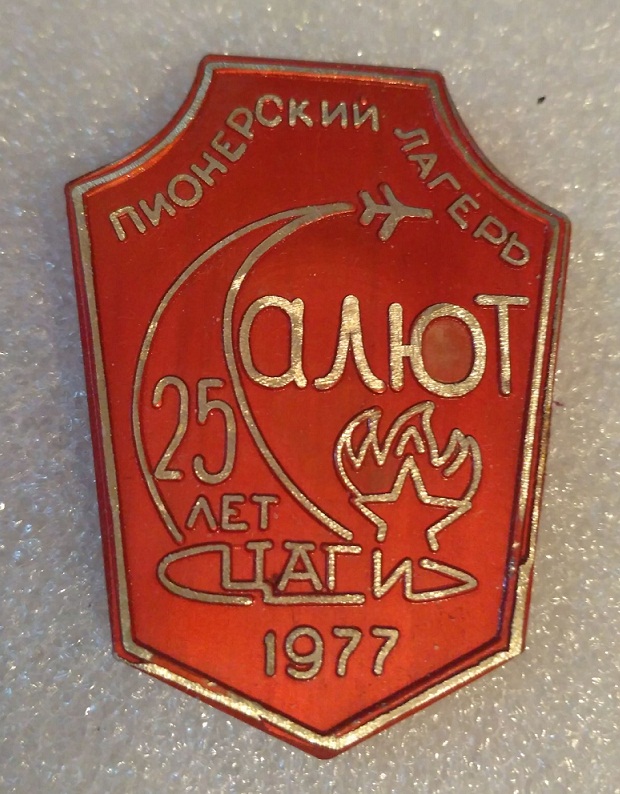 ПИОНЕРСКИЙ ЛАГЕРЬ
Салют
25
ЛЕТ
ЦАГИ
1977